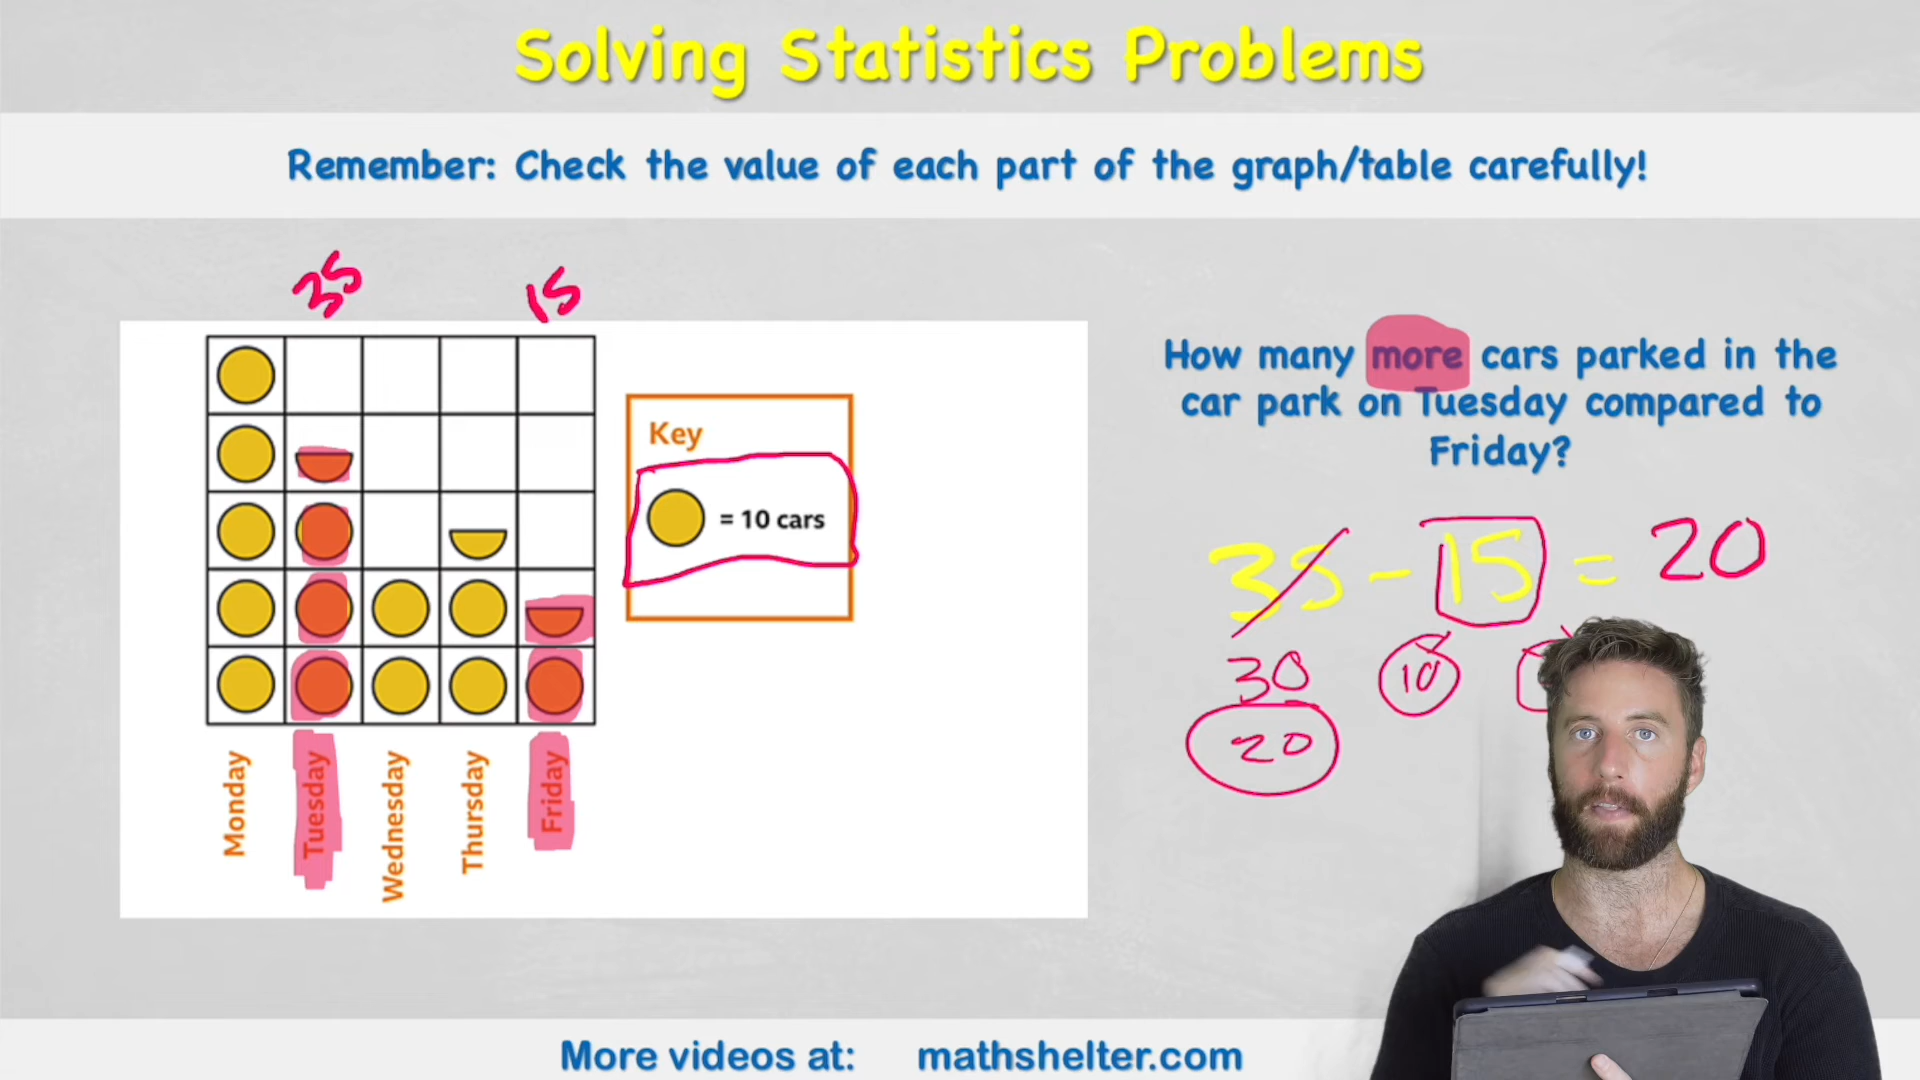 Solving Statistics Problems
Remember: Check the value of each part of the graph/table carefully!
35
15
Key
= 10 cars
Monday
Tuesday
Wednesday
Thursday
Friday
How many more cars parked in the
car park on Tuesday compared to
Friday?
35 - 15 = 20
30
10
20
More videos at: mathshelter.com